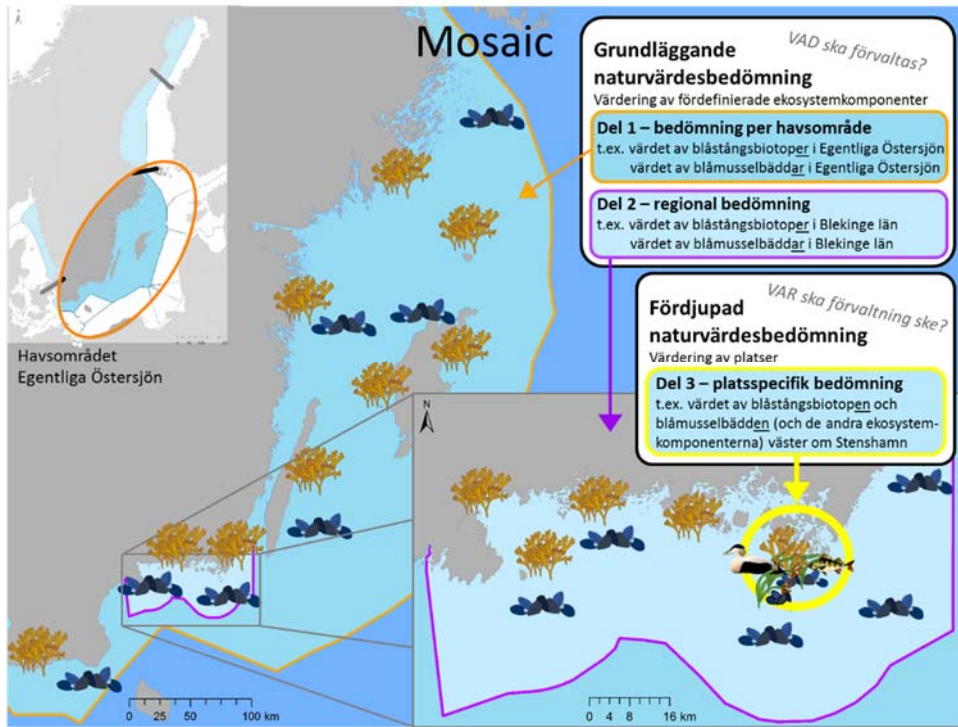 Mosaic
Grundläggande
naturvärdesbedömning
VAD ska förvaltas?
Värdering av fördefinierade ekosystemkomponenter
Del 1 – bedömning per havsområde
t.ex. värdet av blåstångsbiotoper i Egentliga Östersjön
värdet av blåmusselbäddar i Egentliga Östersjön
Del 2 – regional bedömning
t.ex. värdet av blåstångsbiotoper i Blekinge län
värdet av blåmusselbäddar i Blekinge län
Fördjupad
naturvärdesbedömning
VAR ska förvaltning ske?
Värdering av platser
Del 3 – platsspecifik bedömning
t.ex. värdet av blåstångsbiotopen och
blåmusselbädden (och de andra ekosystem-
komponenterna) väster om Stenshamn
Havsområdet
Egentliga Östersjön
N
0 25 50 100 km
0 4 8 16 km